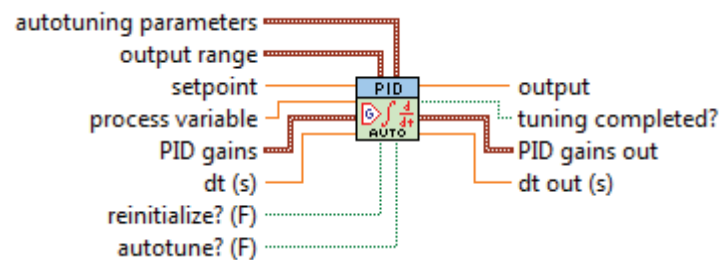 autotuning parameters
output range
setpoint
process variable
PID gains
dt (s)
reinitialize? (F)
autotune? (F)
PID
G ∫ d/dt
AUTO
output
tuning completed?
PID gains out
dt out (s)